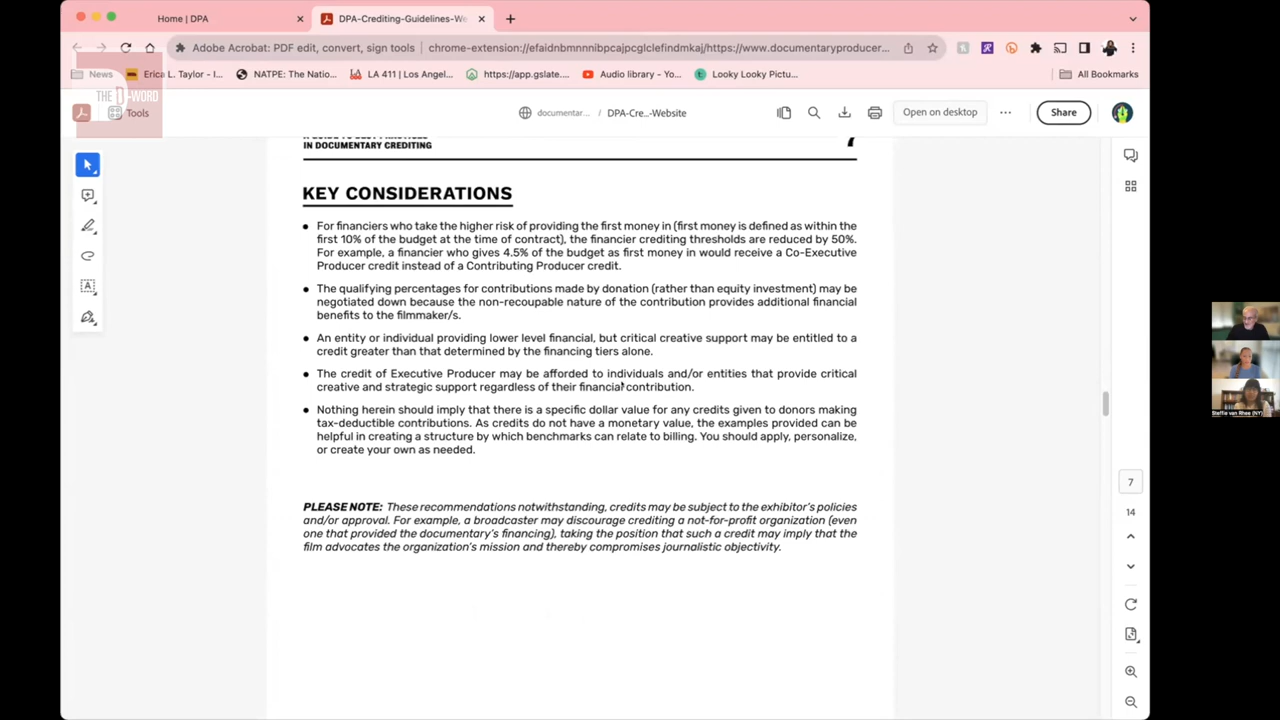 Home | DPA
DPA-Crediting-Guidelines-We
Adobe Acrobat: PDF edit, convert, sign tools
chrome-extension://efaidnbmnnnibpcajpcglclefindmkaj/https://www.documentaryproducer...
News
Erica L. Taylor - I...
NATPE: The Natio...
LA 411 | Los Angel...
https://app.gslate....
Audio library - Yo...
Looky Looky Pictu...
All Bookmarks
THE D-WORD
Tools
documentar...
/ DPA-Cre...-Website
Open on desktop
Share
IN DOCUMENTARY CREDITING
7
KEY CONSIDERATIONS
● For financiers who take the higher risk of providing the first money in (first money is defined as within the
first 10% of the budget at the time of contract), the financier crediting thresholds are reduced by 50%.
For example, a financier who gives 4.5% of the budget as first money in would receive a Co-Executive
Producer credit instead of a Contributing Producer credit.
● The qualifying percentages for contributions made by donation (rather than equity investment) may be
negotiated down because the non-recoupable nature of the contribution provides additional financial
benefits to the filmmaker/s.
● An entity or individual providing lower level financial, but critical creative support may be entitled to a
credit greater than that determined by the financing tiers alone.
● The credit of Executive Producer may be afforded to individuals and/or entities that provide critical
creative and strategic support regardless of their financial contribution.
● Nothing herein should imply that there is a specific dollar value for any credits given to donors making
tax-deductible contributions. As credits do not have a monetary value, the examples provided can be
helpful in creating a structure by which benchmarks can relate to billing. You should apply, personalize,
or create your own as needed.
PLEASE NOTE: These recommendations notwithstanding, credits may be subject to the exhibitor's policies
and/or approval. For example, a broadcaster may discourage crediting a not-for-profit organization (even
one that provided the documentary's financing), taking the position that such a credit may imply that the
film advocates the organization's mission and thereby compromises journalistic objectivity.
7
14
Steffie van Rhee (NY)